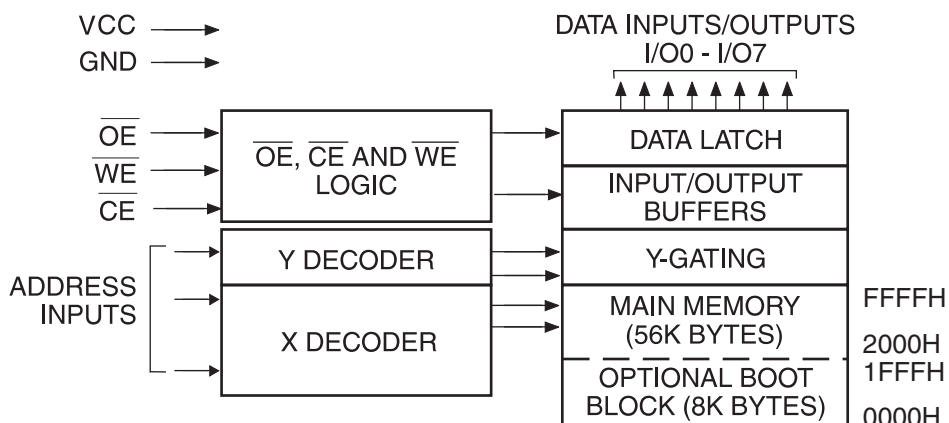 VCC
GND
DATA INPUTS/OUTPUTS
I/O0 - I/O7
OE
WE
CE
OE, CE AND WE
LOGIC
DATA LATCH
INPUT/OUTPUT
BUFFERS
Y DECODER
Y-GATING
ADDRESS
INPUTS
X DECODER
MAIN MEMORY
(56K BYTES)
OPTIONAL BOOT
BLOCK (8K BYTES)
FFFFH
2000H
1FFFH
0000H